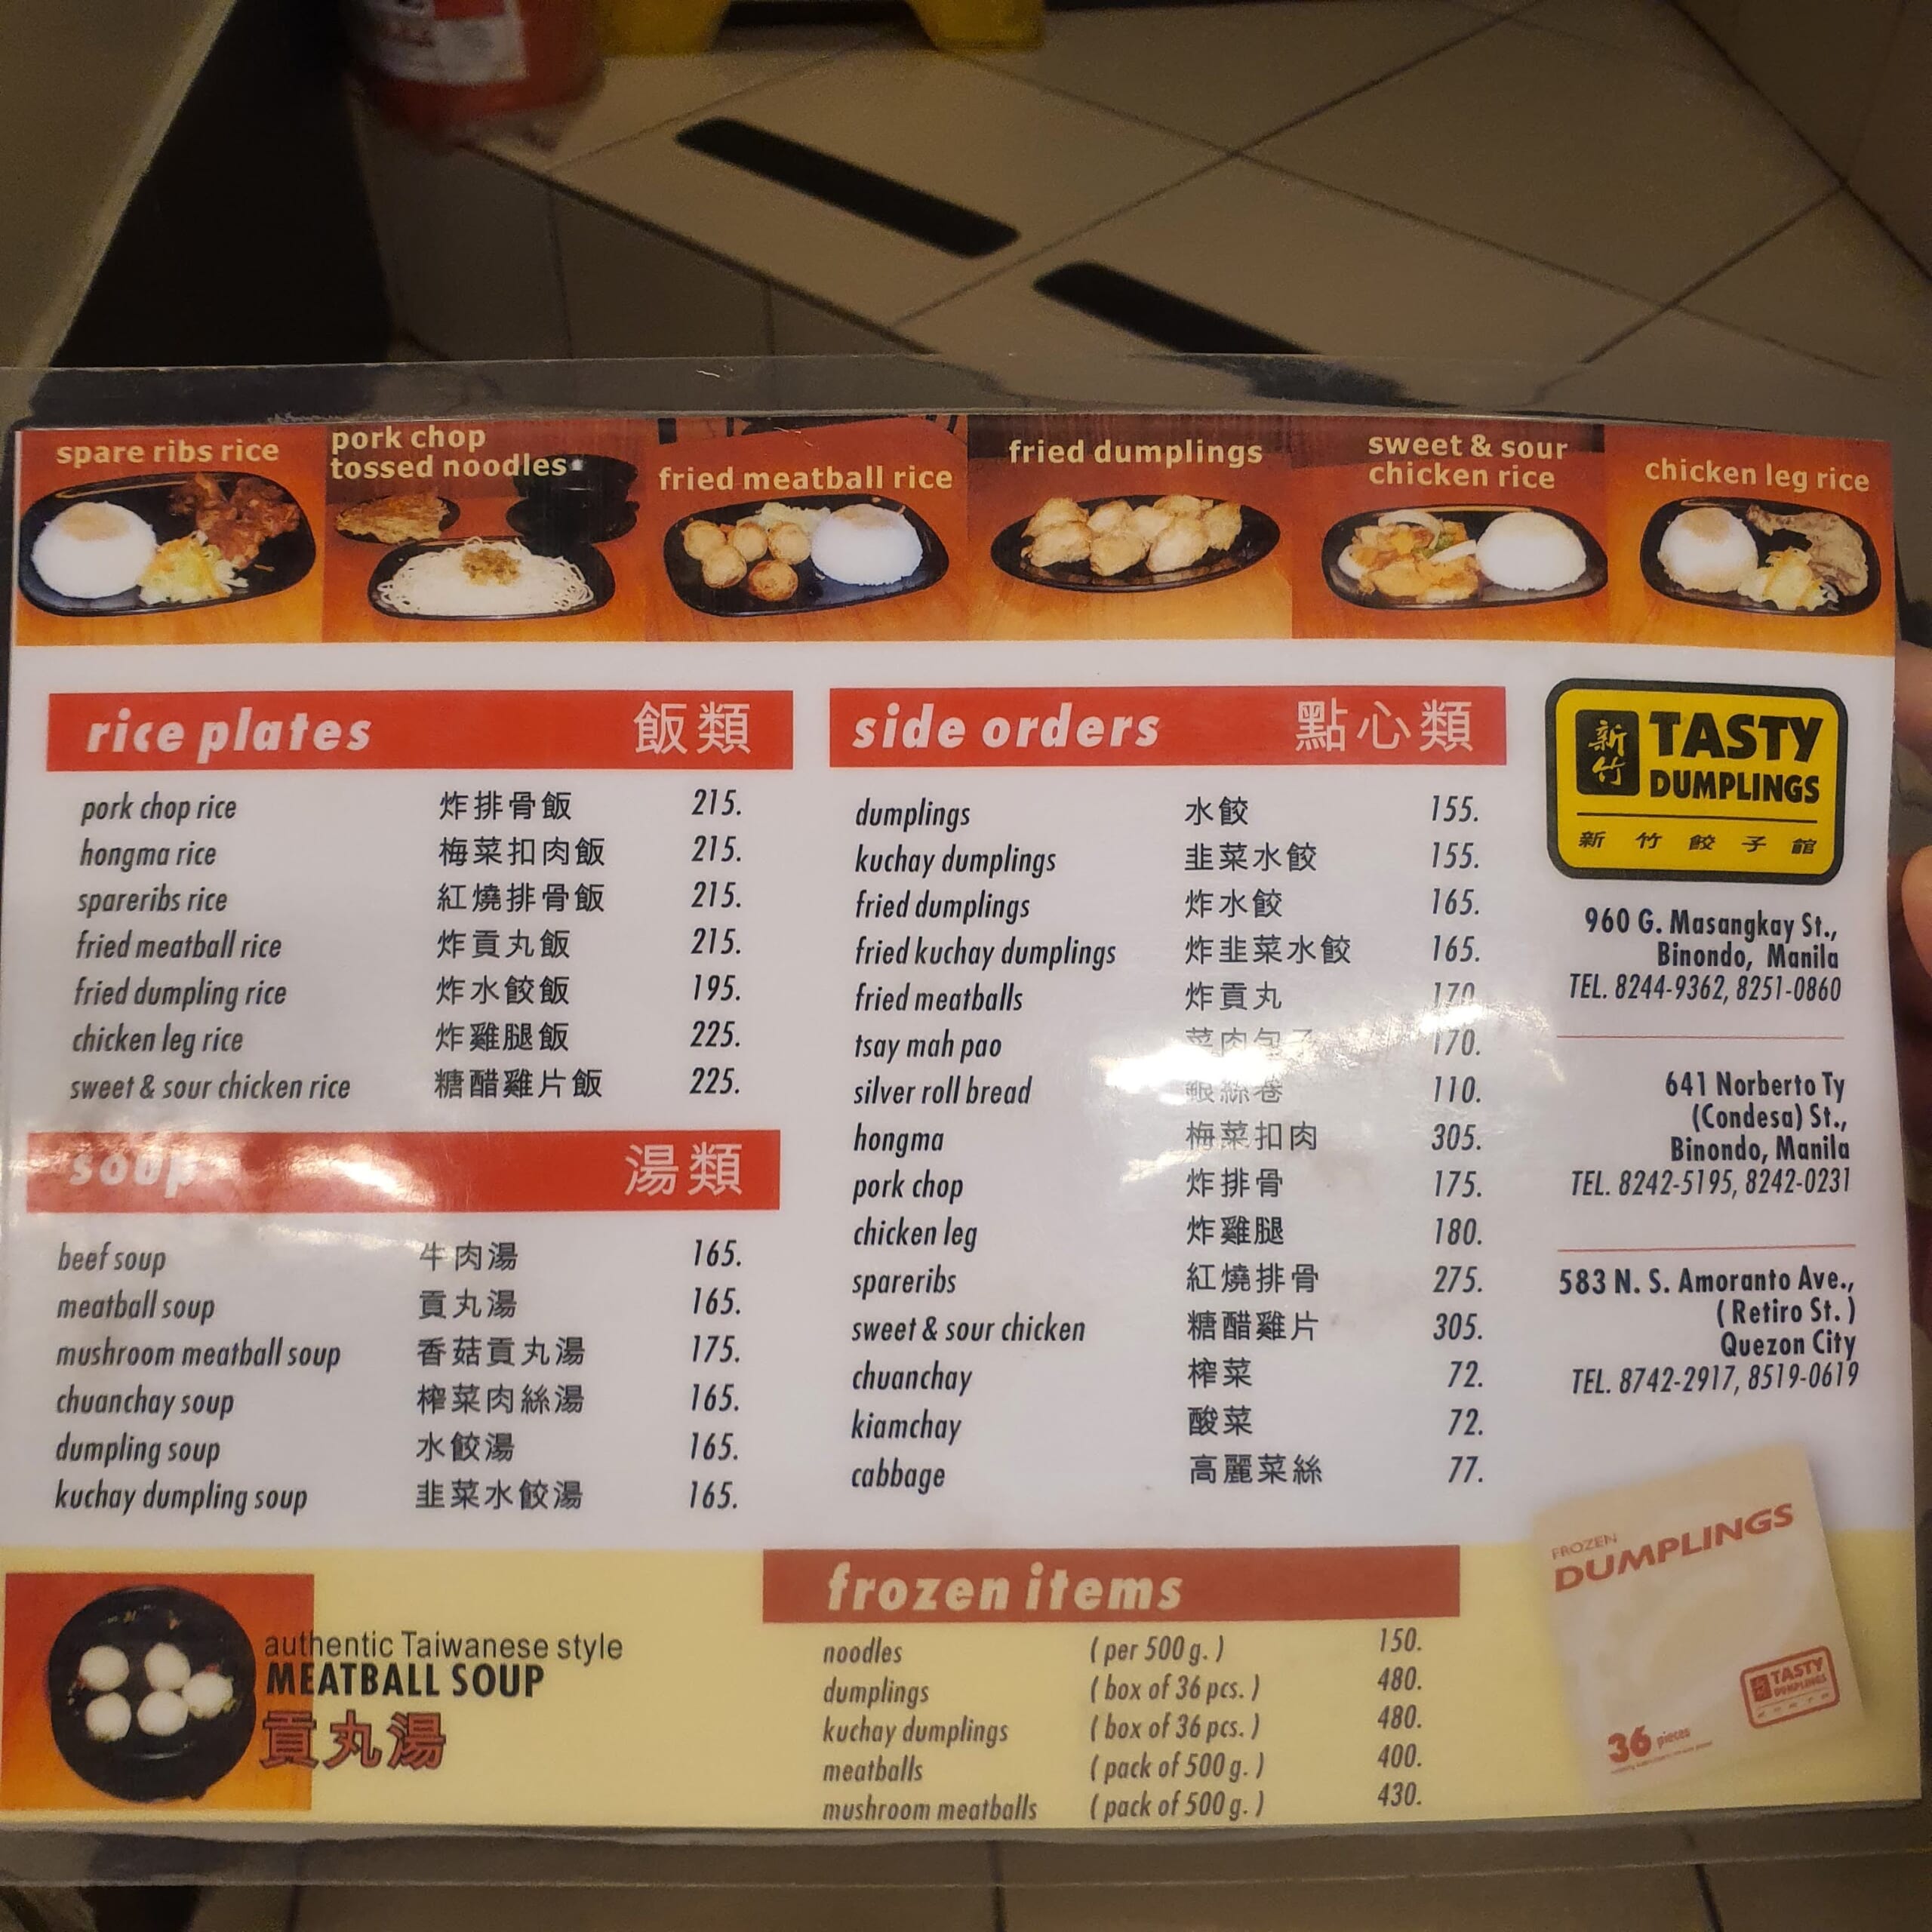 spare ribs rice
pork chop
tossed noodles
fried meatball rice
fried dumplings
sweet & sour
chicken rice
chicken leg rice
rice plates 飯類
pork chop rice 炸排骨飯 215.
hongma rice 梅菜扣肉飯 215.
spareribs rice 紅燒排骨飯 215.
fried meatball rice 炸貢丸飯 215.
fried dumpling rice 炸水餃飯 195.
chicken leg rice 炸雞腿飯 225.
sweet & sour chicken rice 糖醋雞片飯 225.
soup 湯類
beef soup 牛肉湯 165.
meatball soup 貢丸湯 165.
mushroom meatball soup 香菇貢丸湯 175.
chuanchay soup 榨菜肉絲湯 165.
dumpling soup 水餃湯 165.
kuchay dumpling soup 韭菜水餃湯 165.
side orders 點心類
dumplings 水餃 155.
kuchay dumplings 韭菜水餃 155.
fried dumplings 炸水餃 165.
fried kuchay dumplings 炸韭菜水餃 165.
fried meatballs 炸貢丸 170.
tsay mah pao 菜肉包子 170.
silver roll bread 銀絲卷 110.
hongma 梅菜扣肉 305.
pork chop 炸排骨 175.
chicken leg 炸雞腿 180.
spareribs 紅燒排骨 275.
sweet & sour chicken 糖醋雞片 305.
chuanchay 榨菜 72.
kiamchay 酸菜 72.
cabbage 高麗菜絲 77.
新竹 TASTY
DUMPLINGS
新竹餃子館
960 G. Masangkay St.,
Binondo, Manila
TEL. 8244-9362, 8251-0860
641 Norberto Ty
(Condesa) St.,
Binondo, Manila
TEL. 8242-5195, 8242-0231
583 N. S. Amoranto Ave.,
( Retiro St. )
Quezon City
TEL. 8742-2917, 8519-0619
authentic Taiwanese style
MEATBALL SOUP
貢丸湯
frozen items
noodles ( per 500 g. ) 150.
dumplings ( box of 36 pcs. ) 480.
kuchay dumplings ( box of 36 pcs. ) 480.
meatballs ( pack of 500 g. ) 400.
mushroom meatballs ( pack of 500 g. ) 430.
FROZEN
DUMPLINGS
TASTY
DUMPLINGS
36 pieces